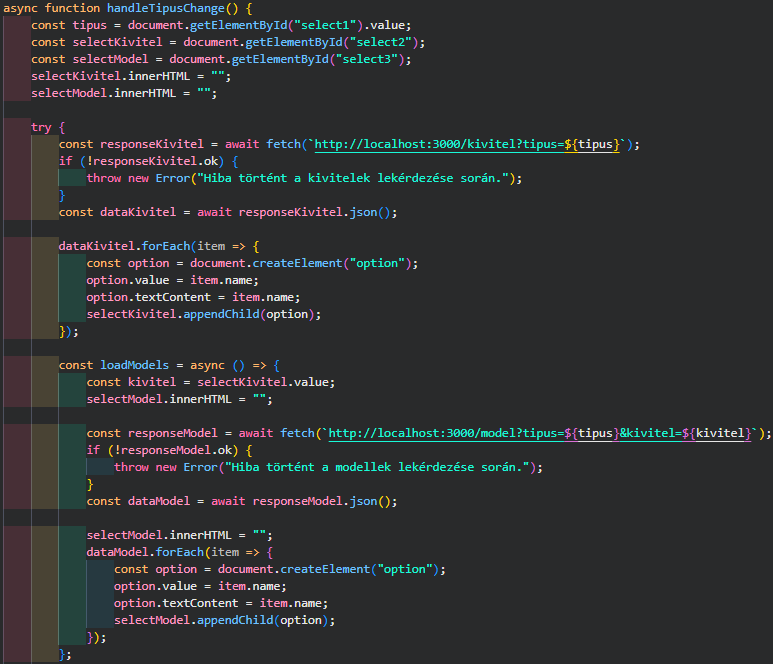 async function handleTipusChange() {
    const tipus = document.getElementById("select1").value;
    const selectKivitel = document.getElementById("select2");
    const selectModel = document.getElementById("select3");
    selectKivitel.innerHTML = "";
    selectModel.innerHTML = "";

    try {
        const responseKivitel = await fetch(`http://localhost:3000/kivitel?tipus=${tipus}`);
        if (!responseKivitel.ok) {
            throw new Error("Hiba történt a kivitelek lekérdezése során.");
        }
        const dataKivitel = await responseKivitel.json();

        dataKivitel.forEach(item => {
            const option = document.createElement("option");
            option.value = item.name;
            option.textContent = item.name;
            selectKivitel.appendChild(option);
        });

        const loadModels = async () => {
            const kivitel = selectKivitel.value;
            selectModel.innerHTML = "";

            const responseModel = await fetch(`http://localhost:3000/model?tipus=${tipus}&kivitel=${kivitel}`);
            if (!responseModel.ok) {
                throw new Error("Hiba történt a modellek lekérdezése során.");
            }
            const dataModel = await responseModel.json();

            selectModel.innerHTML = "";
            dataModel.forEach(item => {
                const option = document.createElement("option");
                option.value = item.name;
                option.textContent = item.name;
                selectModel.appendChild(option);
            });
        };